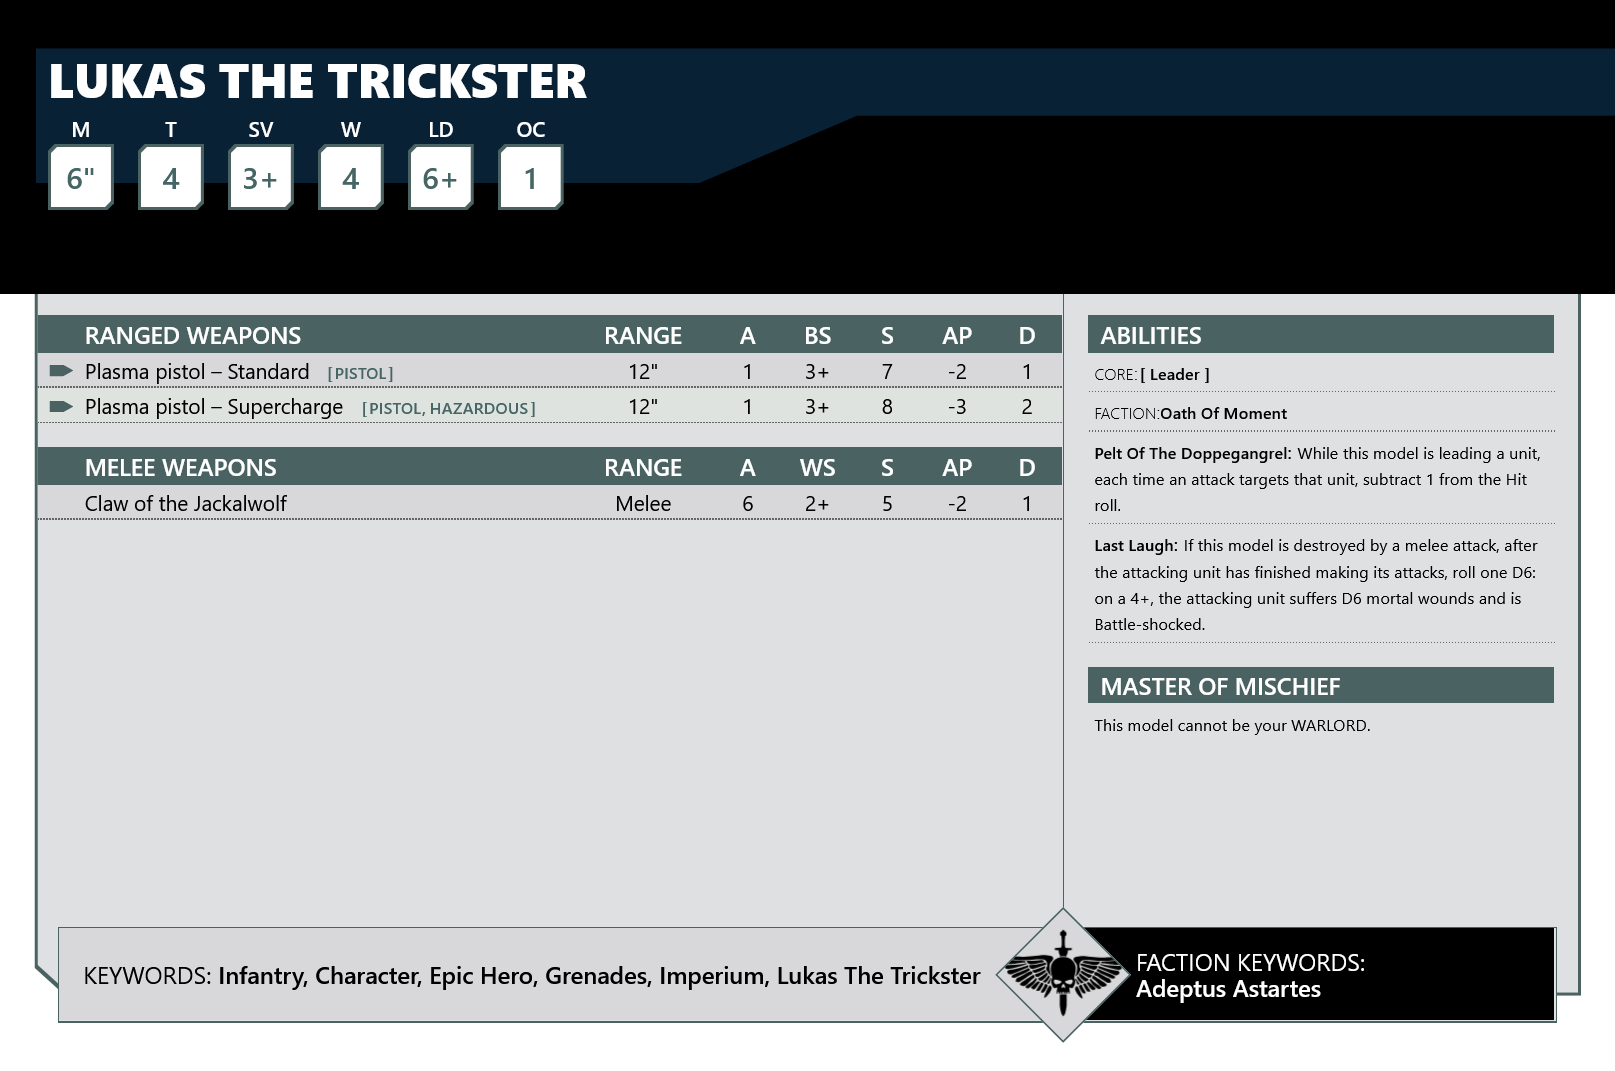 LUKAS THE TRICKSTER
M T SV W LD OC
6" 4 3+ 4 6+ 1
RANGED WEAPONS RANGE A BS S AP D
Plasma pistol – Standard [PISTOL] 12" 1 3+ 7 -2 1
Plasma pistol – Supercharge [PISTOL, HAZARDOUS] 12" 1 3+ 8 -3 2
MELEE WEAPONS RANGE A WS S AP D
Claw of the Jackalwolf Melee 6 2+ 5 -2 1
ABILITIES
CORE:[ Leader ]
FACTION:Oath Of Moment
Pelt Of The Doppegangrel: While this model is leading a unit,
each time an attack targets that unit, subtract 1 from the Hit
roll.
Last Laugh: If this model is destroyed by a melee attack, after
the attacking unit has finished making its attacks, roll one D6:
on a 4+, the attacking unit suffers D6 mortal wounds and is
Battle-shocked.
MASTER OF MISCHIEF
This model cannot be your WARLORD.
KEYWORDS: Infantry, Character, Epic Hero, Grenades, Imperium, Lukas The Trickster
FACTION KEYWORDS:
Adeptus Astartes